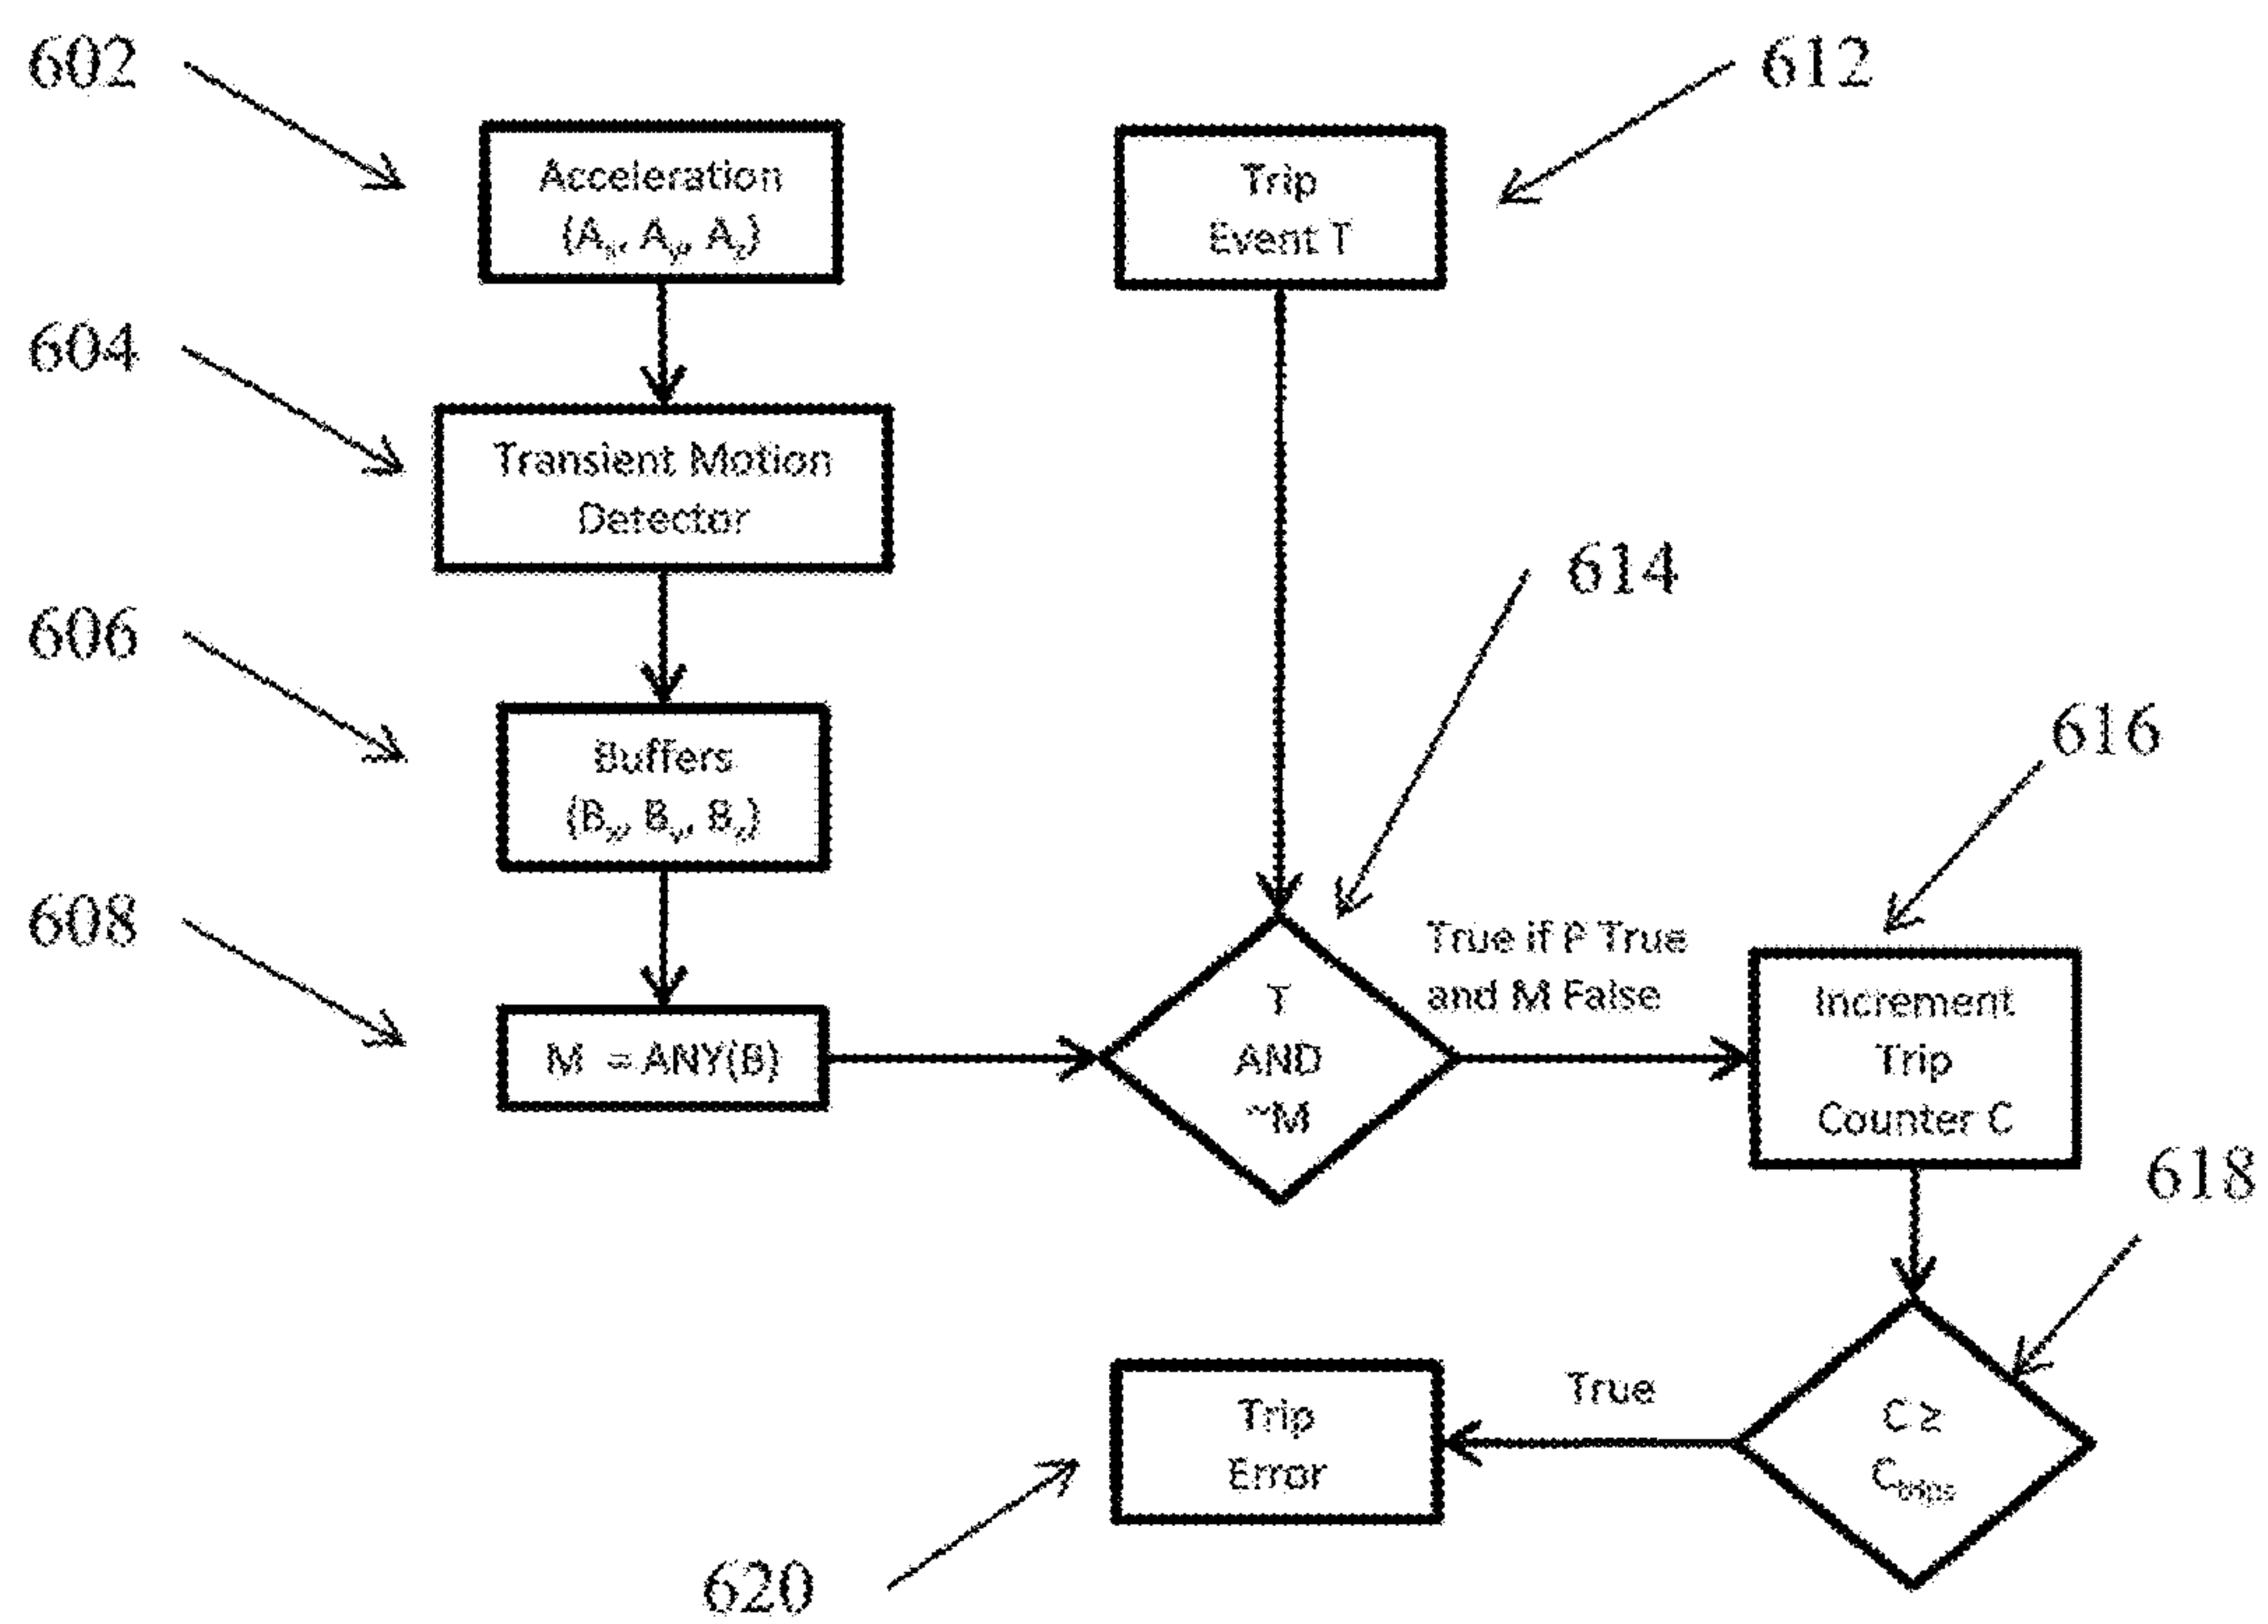 602
612
Acceleration
(Ax, Ay, Az)
Trip
Event T
604
Transient Motion
Detector
614
606
Buffers
(Bx, By, Bz)
616
608
M = ANY(B)
T
AND
~M
True if P True
and M False
Increment
Trip
Counter C
618
Trip
Error
True
C ≥
Ctrips
620